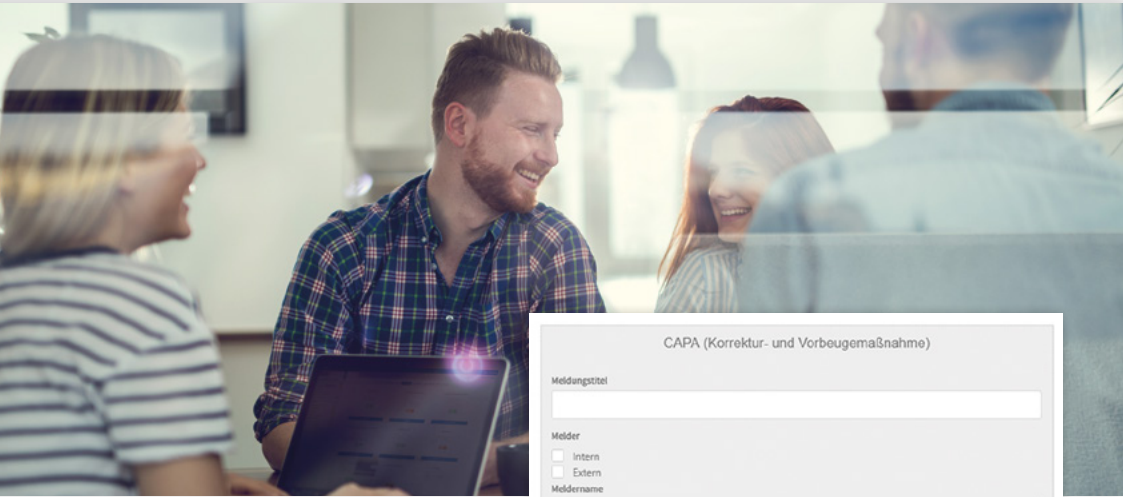 CAPA (Korrektur- und Vorbeugemaßnahme)
Meldungstitel
Melder
Intern
Extern
Meldername